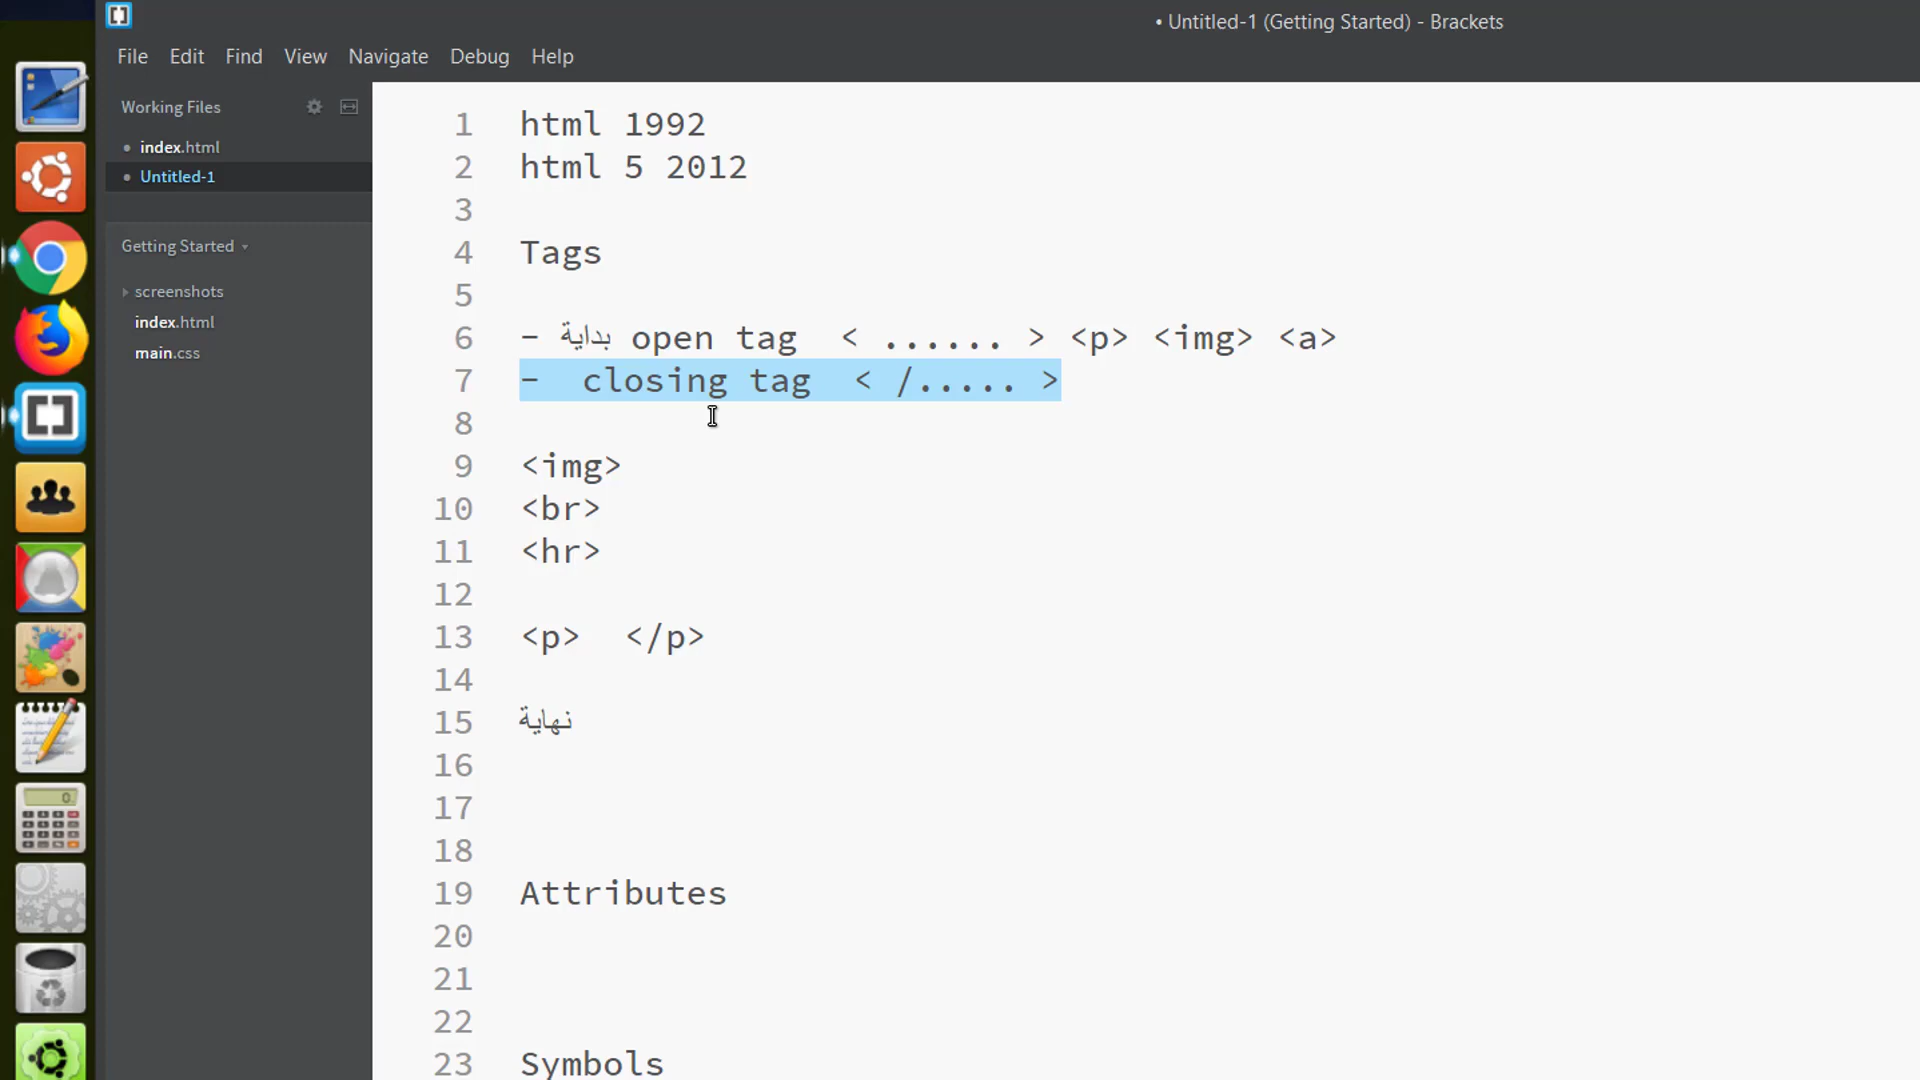 • Untitled-1 (Getting Started) - Brackets
File Edit Find View Navigate Debug Help
Working Files
• index.html
• Untitled-1
Getting Started
screenshots
index.html
main.css
1 html 1992
2 html 5 2012
3
4 Tags
5
6 - بداية open tag < ...... > <p> <img> <a>
7 - closing tag < /..... >
8
9 <img>
10 <br>
11 <hr>
12
13 <p> </p>
14
15 نهاية
16
17
18
19 Attributes
20
21
22
23 Symbols